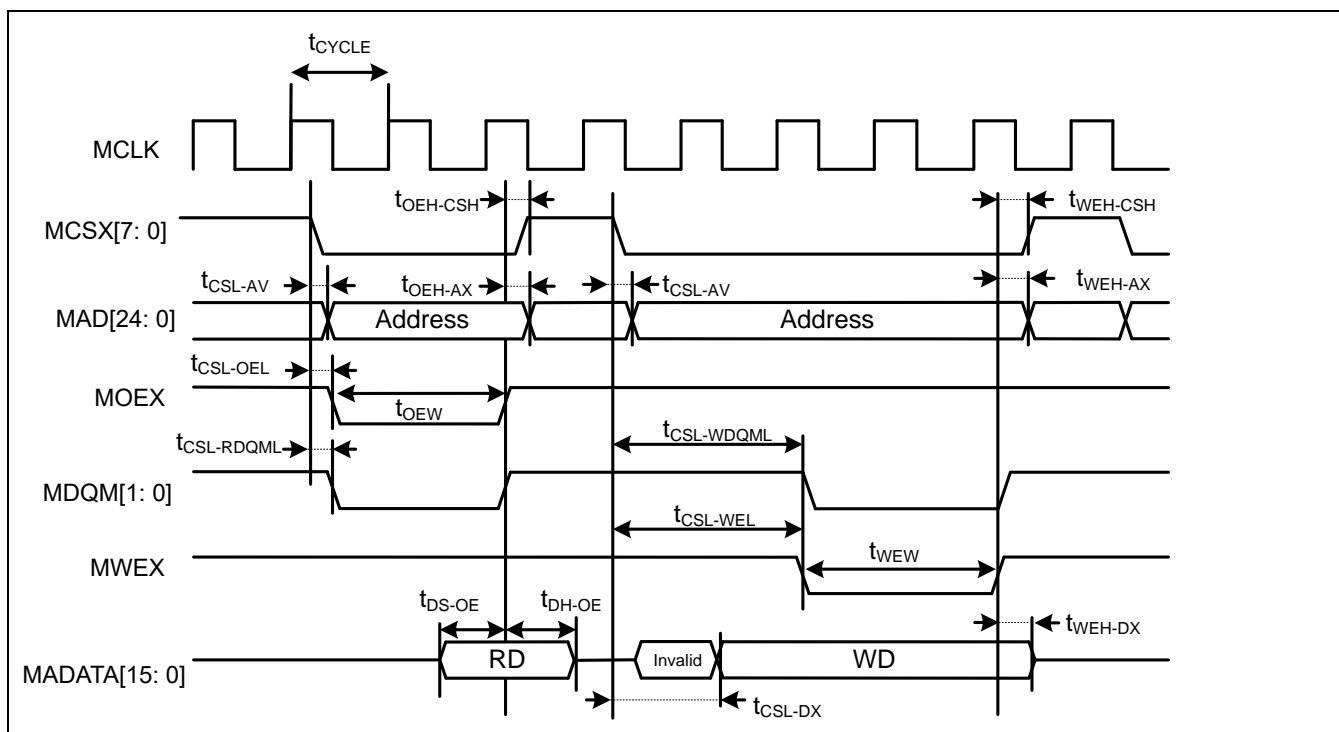 tCYCLE
MCLK
tOEH-CSH
tWEH-CSH
MCSX[7: 0]
tCSL-AV
tOEH-AX
tCSL-AV
tWEH-AX
MAD[24: 0]
Address
Address
tCSL-OEL
MOEX
tOEW
tCSL-WDQML
tCSL-RDQML
MDQM[1: 0]
tCSL-WEL
MWEX
tWEW
tDS-OE
tDH-OE
tWEH-DX
MADATA[15: 0]
RD
Invalid
WD
tCSL-DX